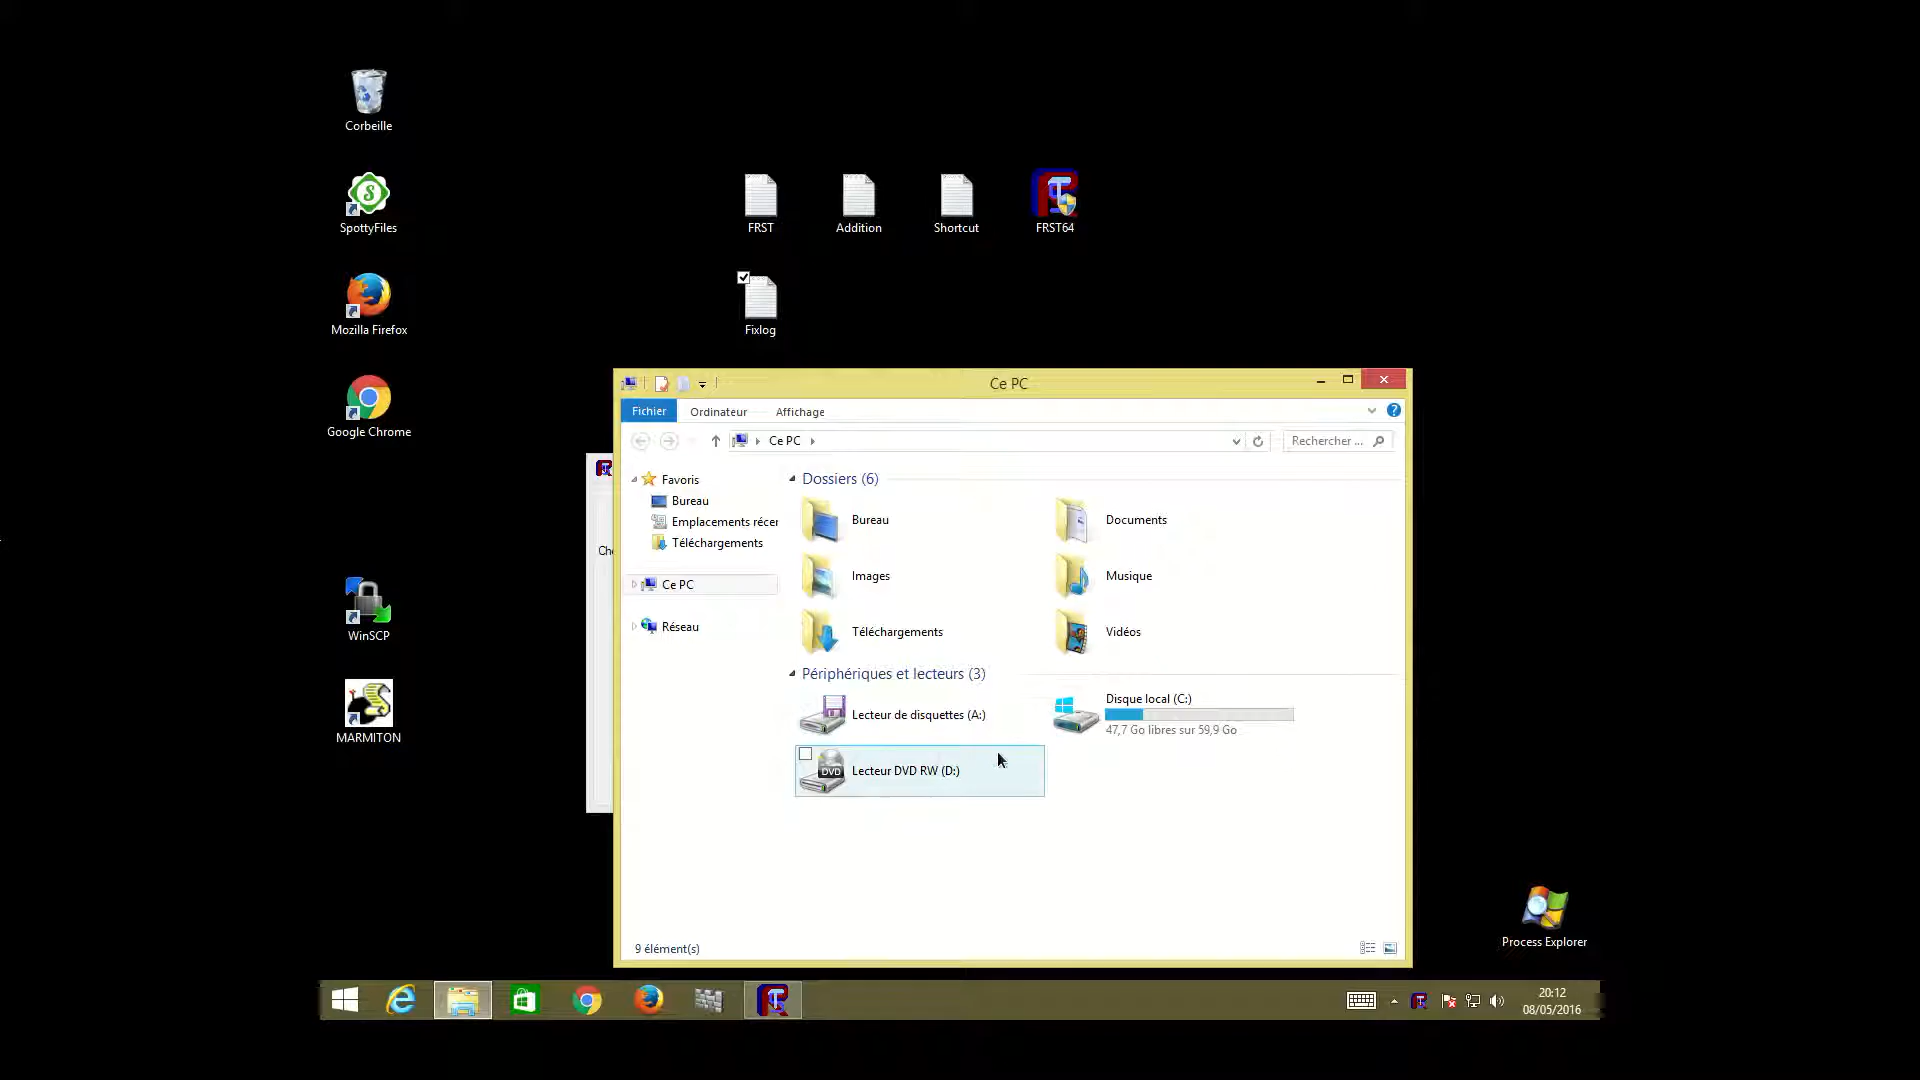 Corbeille
SpottyFiles
FRST
Addition
Shortcut
FRST64
Mozilla Firefox
Fixlog
Google Chrome
WinSCP
MARMITON
Process Explorer
Ce PC
Fichier
Ordinateur
Affichage
Ce PC
Rechercher ...
Favoris
Bureau
Emplacements récer
Téléchargements
Ce PC
Réseau
Dossiers (6)
Bureau
Documents
Images
Musique
Téléchargements
Vidéos
Périphériques et lecteurs (3)
Lecteur de disquettes (A:)
Disque local (C:)
47,7 Go libres sur 59,9 Go
DVD
Lecteur DVD RW (D:)
9 élément(s)
20:12
08/05/2016